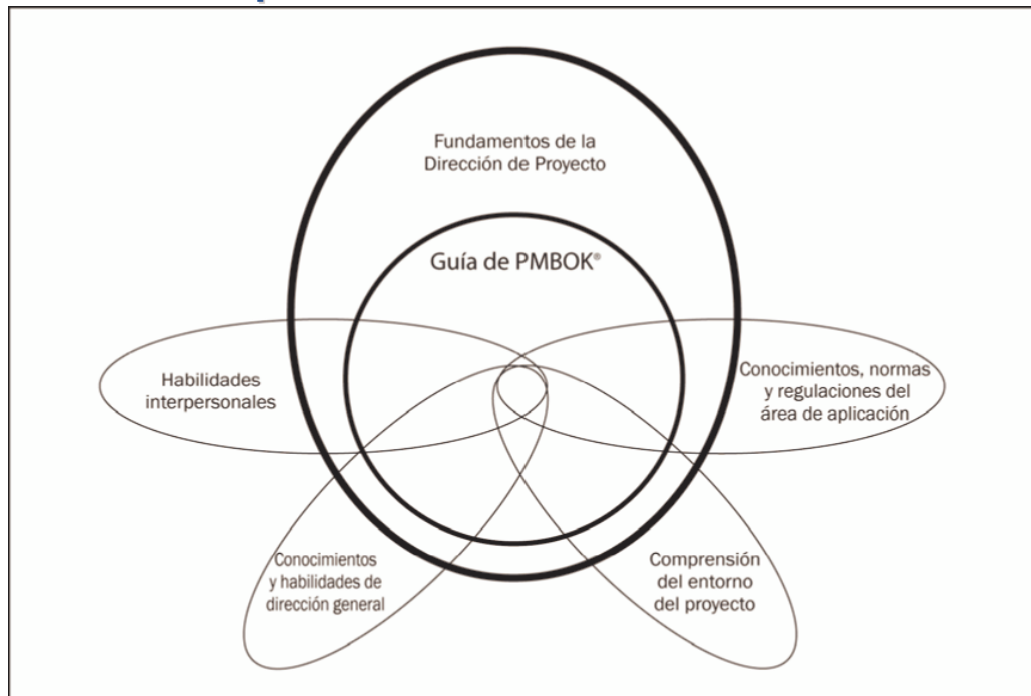 Fundamentos de la
Dirección de Proyecto
Guía de PMBOK®
Habilidades
interpersonales
Conocimientos, normas
y regulaciones del
área de aplicación
Conocimientos
y habilidades de
dirección general
Comprensión
del entorno
del proyecto